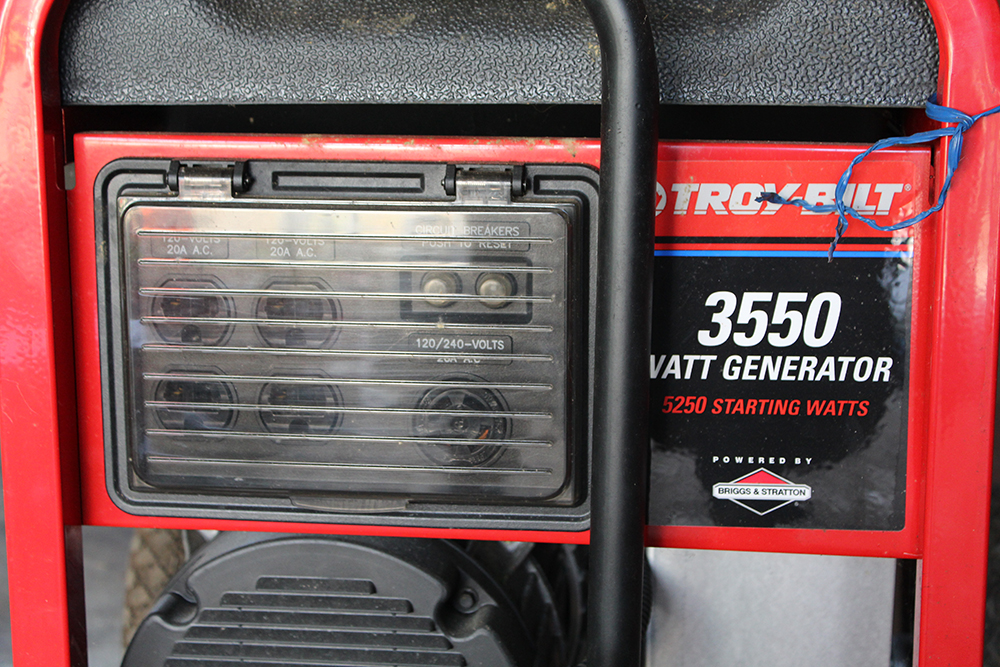 120-VOLTS 120-VOLTS
20A A.C. 20A A.C.
CIRCUIT BREAKERS
PUSH TO RESET
120/240-VOLTS
20A A.C.
TROY-BILT®
3550
WATT GENERATOR
5250 STARTING WATTS
POWERED BY
BRIGGS & STRATTON